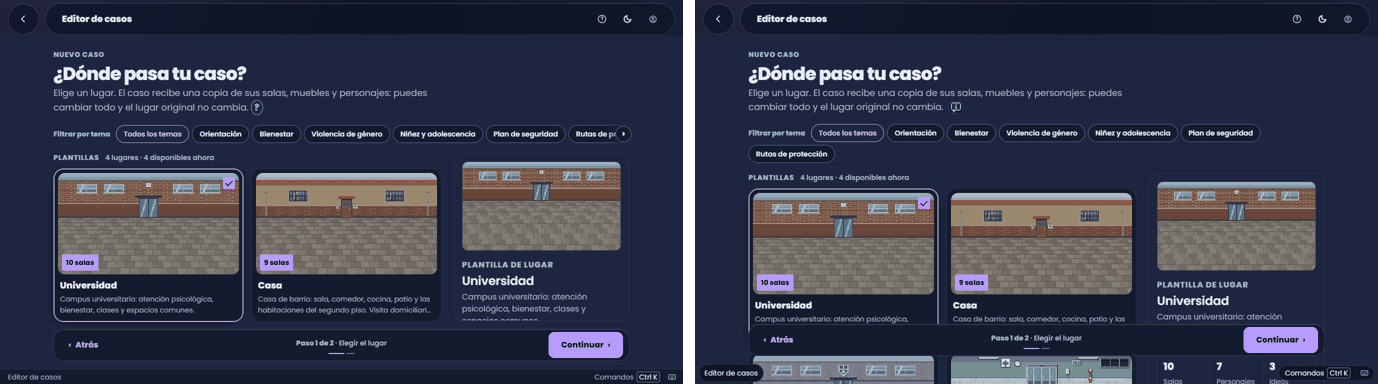 Editor de casos
NUEVO CASO
¿Dónde pasa tu caso?
Elige un lugar. El caso recibe una copia de sus salas, muebles y personajes: puedes
cambiar todo y el lugar original no cambia. ?
Filtrar por tema Todos los temas Orientación Bienestar Violencia de género Niñez y adolescencia Plan de seguridad Rutas de
PLANTILLAS 4 lugares · 4 disponibles ahora
10 salas
Universidad
Campus universitario: atención psicológica,
bienestar, clases y espacios comunes.
9 salas
Casa
Casa de barrio: sala, comedor, cocina, patio y las
habitaciones del segundo piso. Visita domiciliari...
PLANTILLA DE LUGAR
Universidad
Campus universitario: atención
psicológica, bienestar, clases y
‹ Atrás
Paso 1 de 2 · Elegir el lugar
Continuar ›
Editor de casos
Comandos Ctrl K
Editor de casos
NUEVO CASO
¿Dónde pasa tu caso?
Elige un lugar. El caso recibe una copia de sus salas, muebles y personajes: puedes
cambiar todo y el lugar original no cambia.
Filtrar por tema Todos los temas Orientación Bienestar Violencia de género Niñez y adolescencia Plan de seguridad
Rutas de protección
PLANTILLAS 4 lugares · 4 disponibles ahora
10 salas
Universidad
Campus universitario: atención psicológica,
9 salas
Casa
Casa de barrio: sala, comedor, cocina, patio y las
PLANTILLA DE LUGAR
Universidad
Campus universitario: atención
‹ Atrás
Paso 1 de 2 · Elegir el lugar
Continuar ›
10 7 3
Salas Personajes Ideas
Editor de casos
Comandos Ctrl K